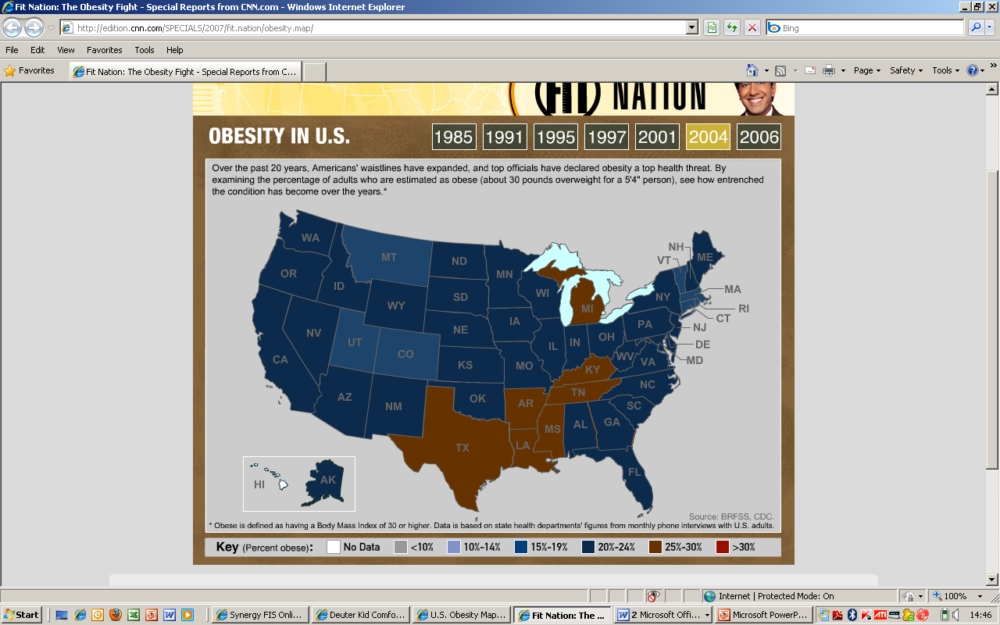 Fit Nation: The Obesity Fight - Special Reports from CNN.com - Windows Internet Explorer
http://edition.cnn.com/SPECIALS/2007/fit.nation/obesity.map/
Bing
File Edit View Favorites Tools Help
Favorites
Fit Nation: The Obesity Fight - Special Reports from C...
Page Safety Tools
FIT NATION
OBESITY IN U.S.
1985 1991 1995 1997 2001 2004 2006
Over the past 20 years, Americans' waistlines have expanded, and top officials have declared obesity a top health threat. By
examining the percentage of adults who are estimated as obese (about 30 pounds overweight for a 5'4" person), see how entrenched
the condition has become over the years.*
WA
MT
ND
MN
NH
VT
ME
OR
ID
WY
SD
WI
MI
NY
MA
RI
CT
NV
UT
CO
NE
IA
IL
IN
OH
PA
NJ
DE
MD
CA
KS
MO
KY
WV
VA
AZ
NM
OK
AR
TN
NC
SC
TX
LA
MS
AL
GA
FL
HI
AK
Source: BRFSS, CDC.
* Obese is defined as having a Body Mass Index of 30 or higher. Data is based on state health departments' figures from monthly phone interviews with U.S. adults.
Key (Percent obese): No Data <10% 10%-14% 15%-19% 20%-24% 25%-30% >30%
Internet | Protected Mode: On
100%
Start
Synergy FIS Onli...
Deuter Kid Comfo...
U.S. Obesity Map...
Fit Nation: The ...
2 Microsoft Offi...
Microsoft PowerP...
14:46